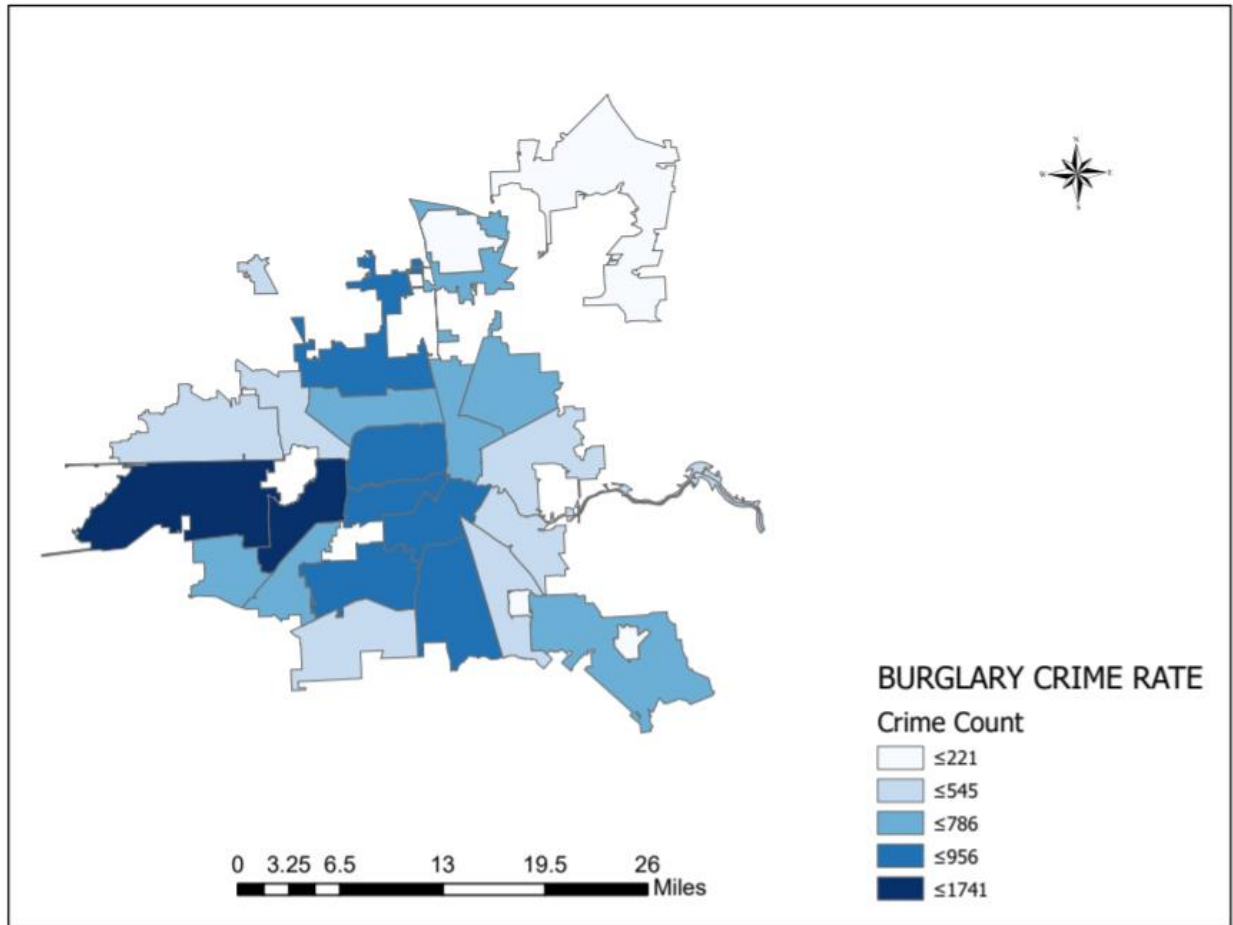 N
W E
S
BURGLARY CRIME RATE
Crime Count
≤221
≤545
≤786
≤956
≤1741
0 3.25 6.5 13 19.5 26
Miles